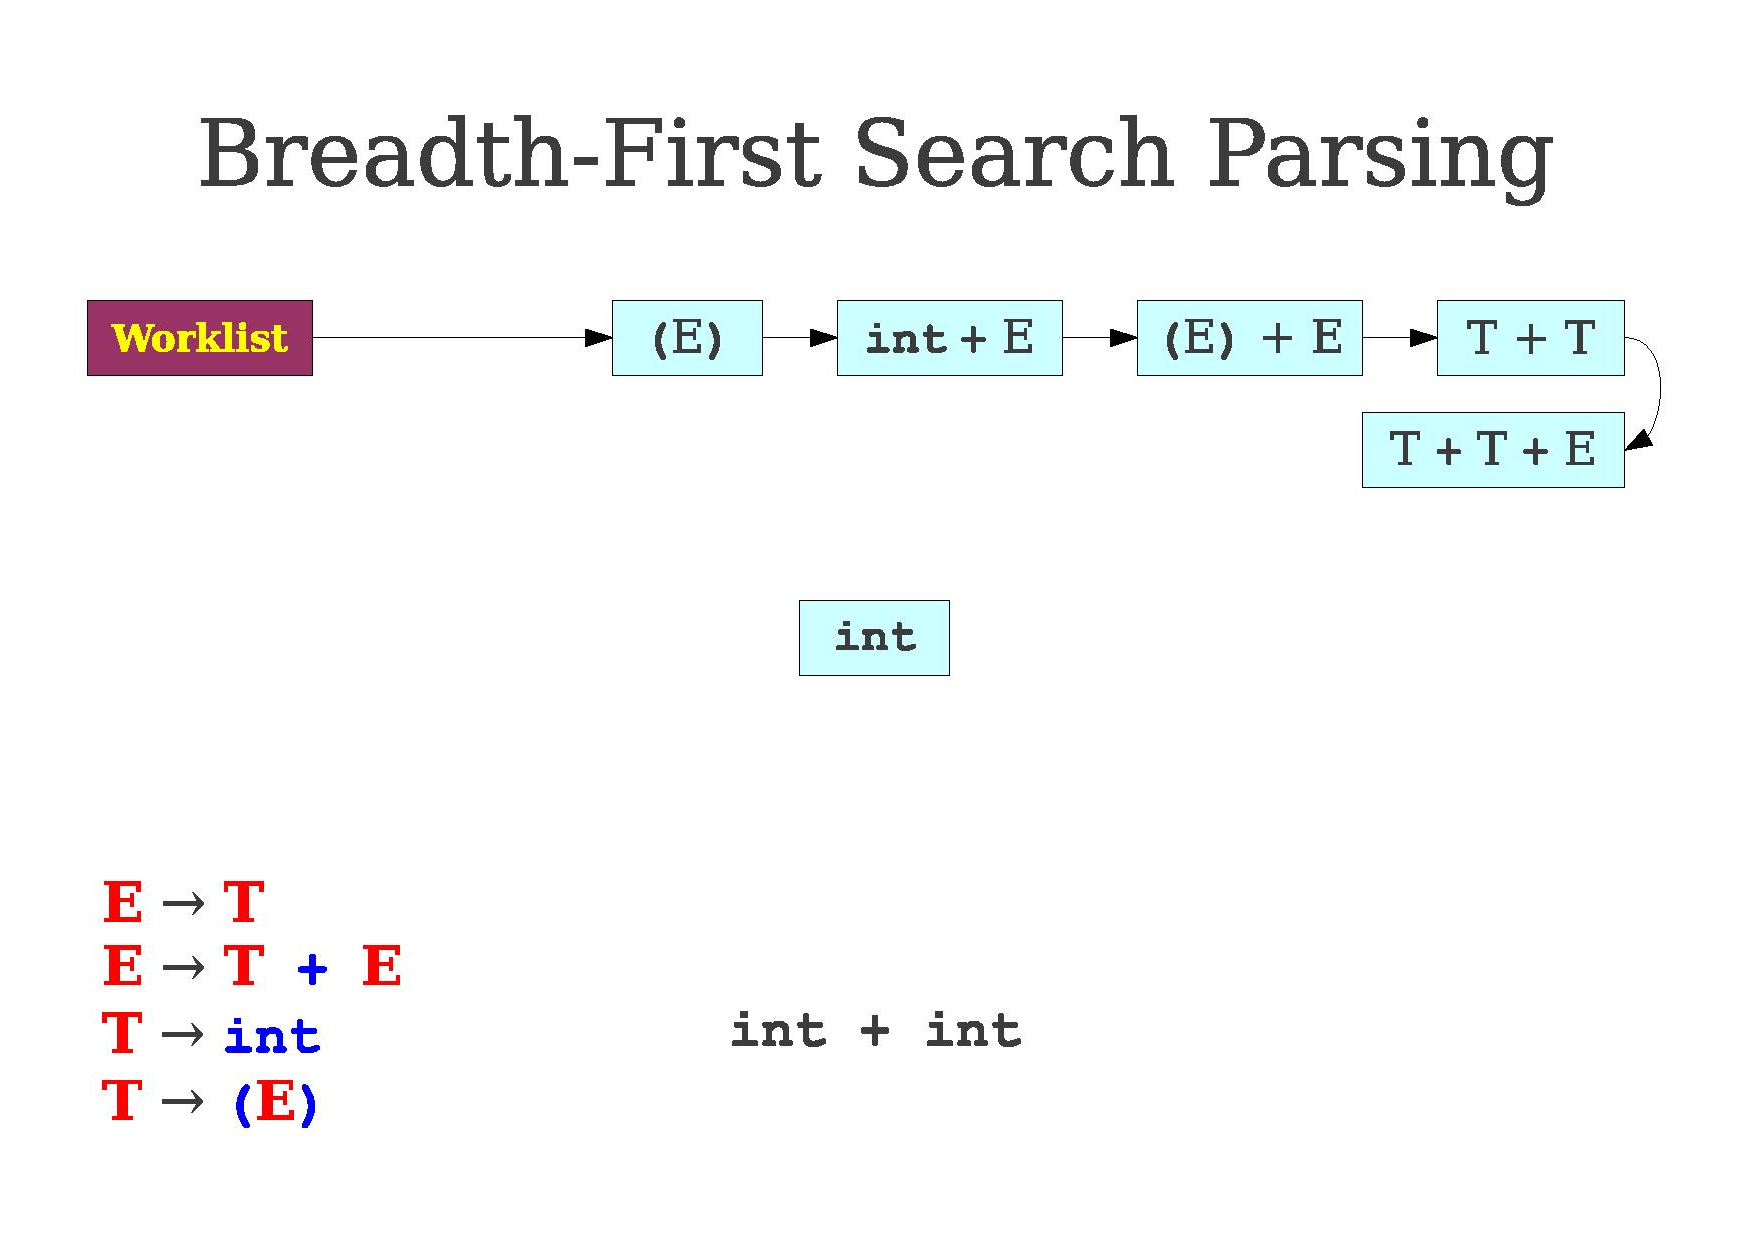 Breadth-First Search Parsing
Worklist (E) int + E (E) + E T + T
T + T + E
int
E → T
E → T + E
T → int
int + int
T → (E)